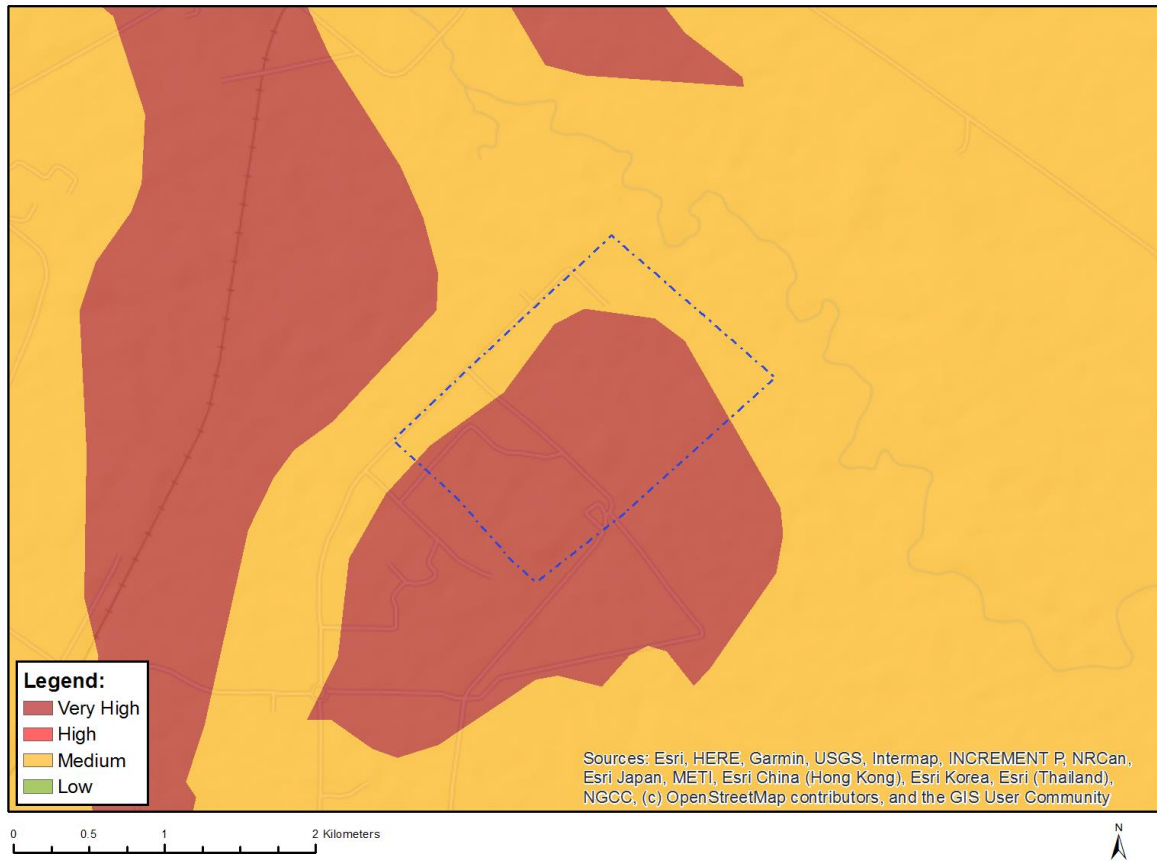 Legend:
Very High
High
Medium
Low
Sources: Esri, HERE, Garmin, USGS, Intermap, INCREMENT P, NRCan,
Esri Japan, METI, Esri China (Hong Kong), Esri Korea, Esri (Thailand),
NGCC, (c) OpenStreetMap contributors, and the GIS User Community
0 0.5 1 2 Kilometers
N